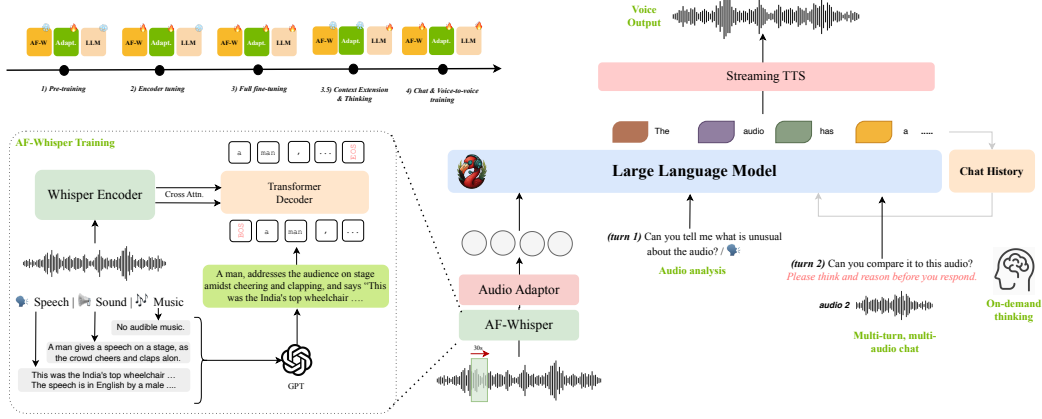 AF-W Adapt. LLM
AF-W Adapt. LLM
AF-W Adapt. LLM
AF-W Adapt. LLM
AF-W Adapt. LLM
1) Pre-training
2) Encoder tuning
3) Full fine-tuning
3.5) Context Extension
& Thinking
4) Chat & Voice-to-voice
training
AF-Whisper Training
a man , ... EOS
Whisper Encoder
Cross Attn.
Transformer
Decoder
BOS a man , ...
A man, addresses the audience on stage
amidst cheering and clapping, and says “This
was the India's top wheelchair ….
Speech | Sound | Music
No audible music.
A man gives a speech on a stage, as
the crowd cheers and claps alon.
This was the India's top wheelchair …
The speech is in English by a male ….
GPT
Voice
Output
Streaming TTS
The audio has a .....
Large Language Model
Chat History
(turn 1) Can you tell me what is unusual
about the audio? /
Audio analysis
(turn 2) Can you compare it to this audio?
Please think and reason before you respond.
audio 2
Multi-turn, multi-
audio chat
On-demand
thinking
Audio Adaptor
AF-Whisper
30s